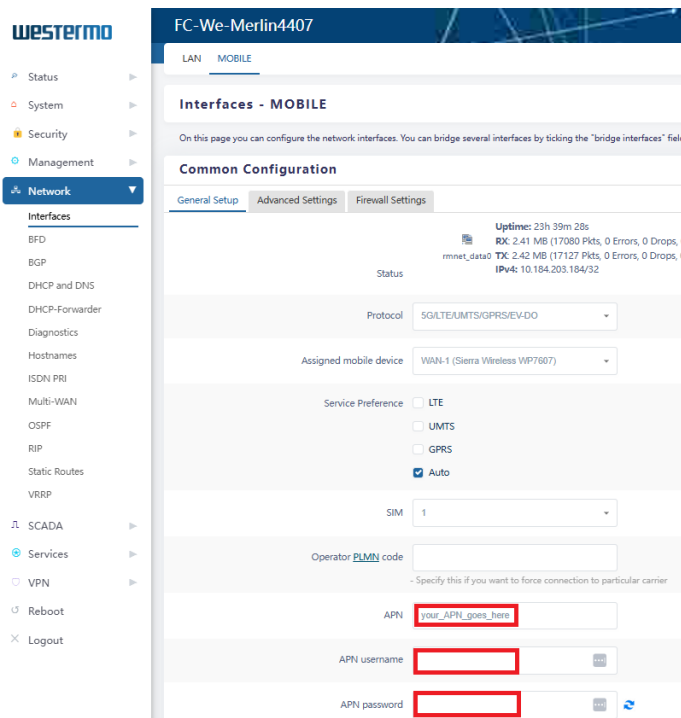 westermo
FC-We-Merlin4407
LAN MOBILE
Status
System
Security
Management
Network
Interfaces
BFD
BGP
DHCP and DNS
DHCP-Forwarder
Diagnostics
Hostnames
ISDN PRI
Multi-WAN
OSPF
RIP
Static Routes
VRRP
SCADA
Services
VPN
Reboot
Logout
Interfaces - MOBILE
On this page you can configure the network interfaces. You can bridge several interfaces by ticking the "bridge interfaces"
Common Configuration
General Setup Advanced Settings Firewall Settings
Status
rmnet_data0
Uptime: 23h 39m 28s
RX: 2.41 MB (17080 Pkts, 0 Errors, 0 Drops,
TX: 2.42 MB (17127 Pkts, 0 Errors, 0 Drops,
IPv4: 10.184.203.184/32
Protocol 5G/LTE/UMTS/GPRS/EV-DO
Assigned mobile device WAN-1 (Sierra Wireless WP7607)
Service Preference LTE
UMTS
GPRS
Auto
SIM 1
Operator PLMN code
- Specify this if you want to force connection to particular carrier
APN your_APN_goes_here
APN username
APN password